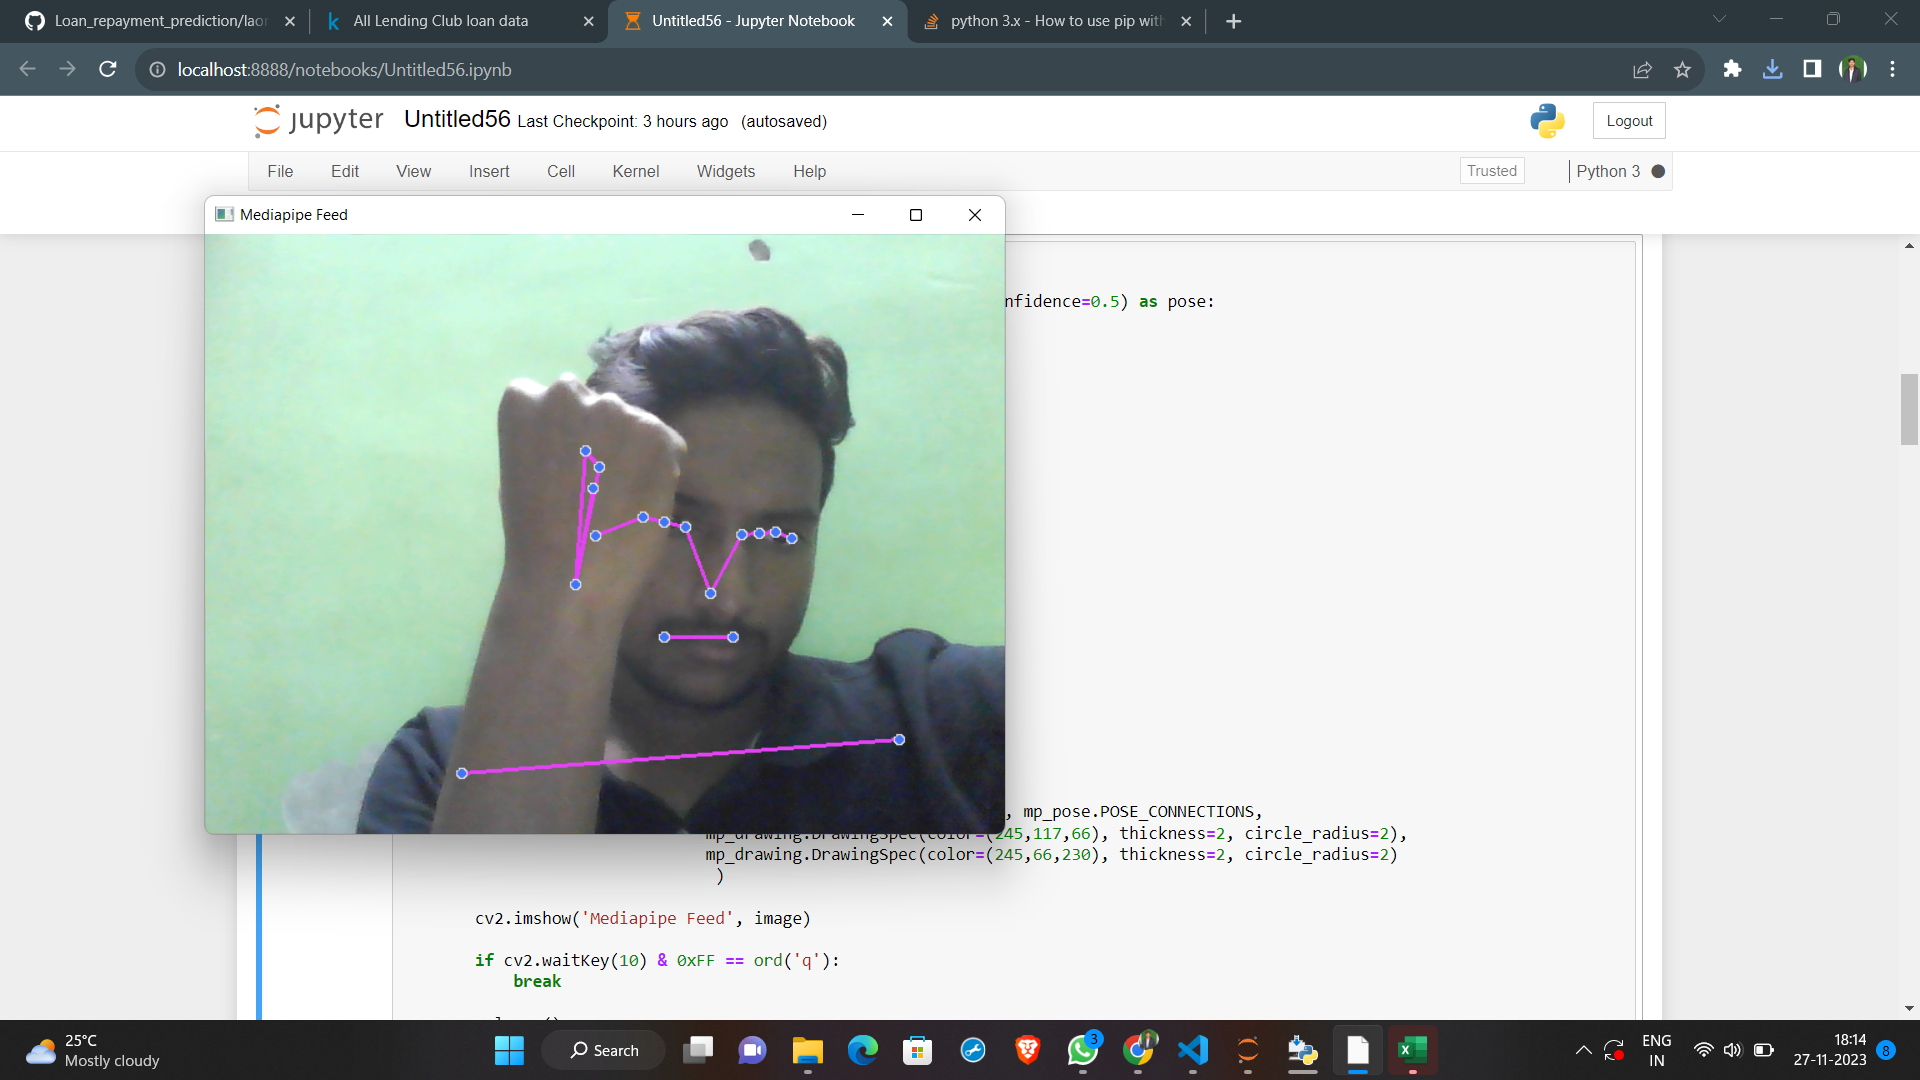 Loan_repayment_prediction/laon
All Lending Club loan data
Untitled56 - Jupyter Notebook
python 3.x - How to use pip with
localhost:8888/notebooks/Untitled56.ipynb
jupyter Untitled56 Last Checkpoint: 3 hours ago (autosaved)
Logout
File Edit View Insert Cell Kernel Widgets Help
Trusted Python 3
Mediapipe Feed
nfidence=0.5) as pose:
, mp_pose.POSE_CONNECTIONS,
mp_drawing.DrawingSpec(color=(245,117,66), thickness=2, circle_radius=2),
mp_drawing.DrawingSpec(color=(245,66,230), thickness=2, circle_radius=2)
)
cv2.imshow('Mediapipe Feed', image)
if cv2.waitKey(10) & 0xFF == ord('q'):
break
25°C
Mostly cloudy
Search
3
ENG
IN
18:14
27-11-2023
8